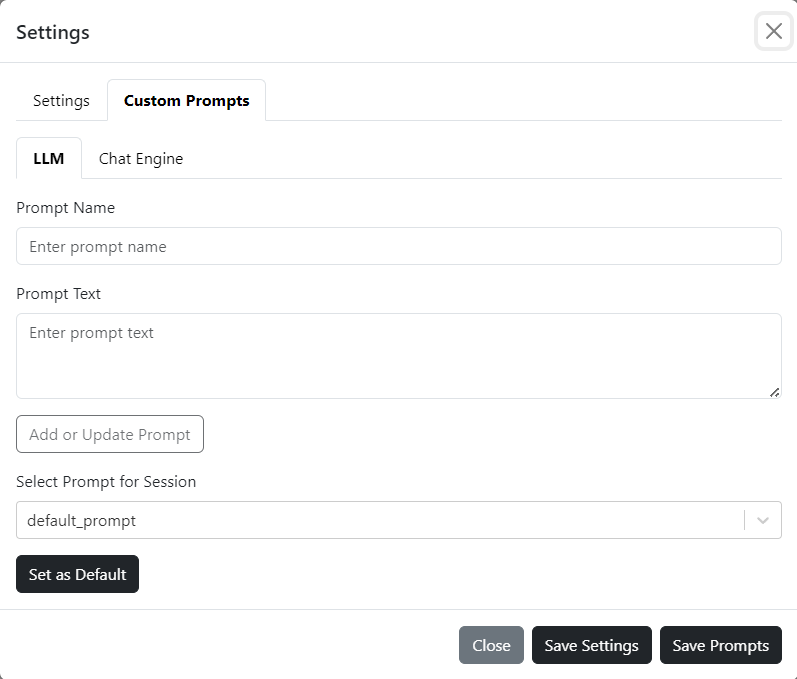 Settings
Settings Custom Prompts
LLM Chat Engine
Prompt Name
Enter prompt name
Prompt Text
Enter prompt text
Add or Update Prompt
Select Prompt for Session
default_prompt
Set as Default
Close Save Settings Save Prompts